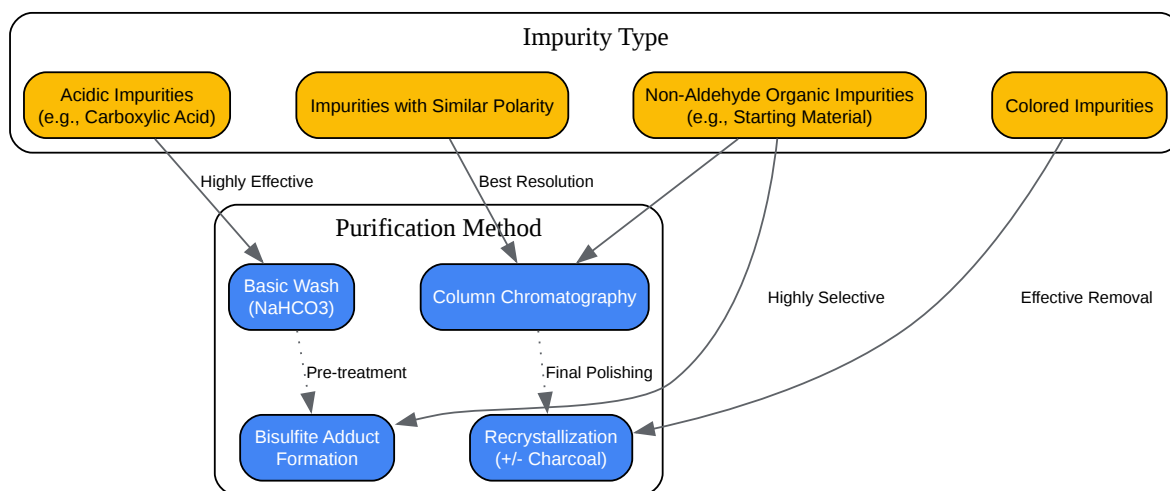 Impurity Type
Acidic Impurities
(e.g., Carboxylic Acid)
Impurities with Similar Polarity
Non-Aldehyde Organic Impurities
(e.g., Starting Material)
Colored Impurities
Highly Effective
Best Resolution
Purification Method
Basic Wash
(NaHCO3)
Column Chromatography
Highly Selective
Effective Removal
Pre-treatment
Final Polishing
Bisulfite Adduct
Formation
Recrystallization
(+/- Charcoal)